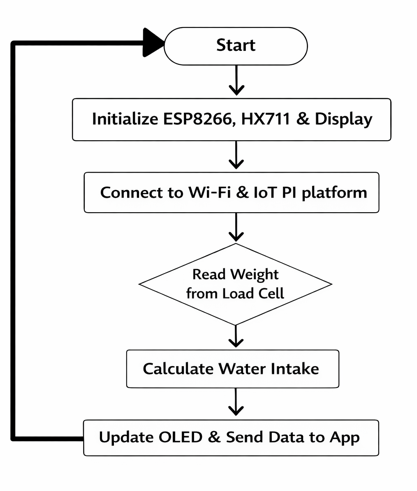 Start
Initialize ESP8266, HX711 & Display
Connect to Wi-Fi & IoT PI platform
Read Weight
from Load Cell
Calculate Water Intake
Update OLED & Send Data to App